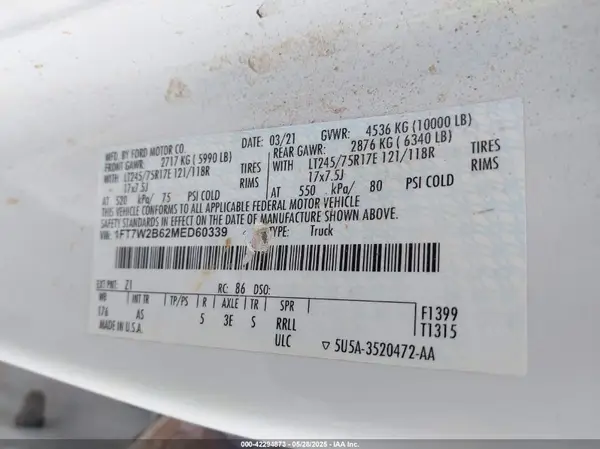 MFD. BY FORD MOTOR CO.
DATE: 03/21 GVWR: 4536 KG (10000 LB)
FRONT GAWR: 2717 KG ( 5990 LB) REAR GAWR: 2876 KG ( 6340 LB)
WITH LT245/75R17E 121/118R TIRES WITH LT245/75R17E 121/118R TIRES
17x7.5J RIMS 17x7.5J RIMS
AT 520 kPa/ 75 PSI COLD AT 550 kPa/ 80 PSI COLD
THIS VEHICLE CONFORMS TO ALL APPLICABLE FEDERAL MOTOR VEHICLE
SAFETY STANDARDS IN EFFECT ON THE DATE OF MANUFACTURE SHOWN ABOVE.
VIN: 1FT7W2B62MED60339 TYPE: Truck
EXT PNT: Z1 RC: 86 DSO:
WB INT TR TP/PS R AXLE TR SPR
176 AS 5 3E S RRLL
F1399
T1315
MADE IN U.S.A. ULC ▽ 5U5A-3520472-AA
000-42294873 - 05/28/2025 - IAA Inc.